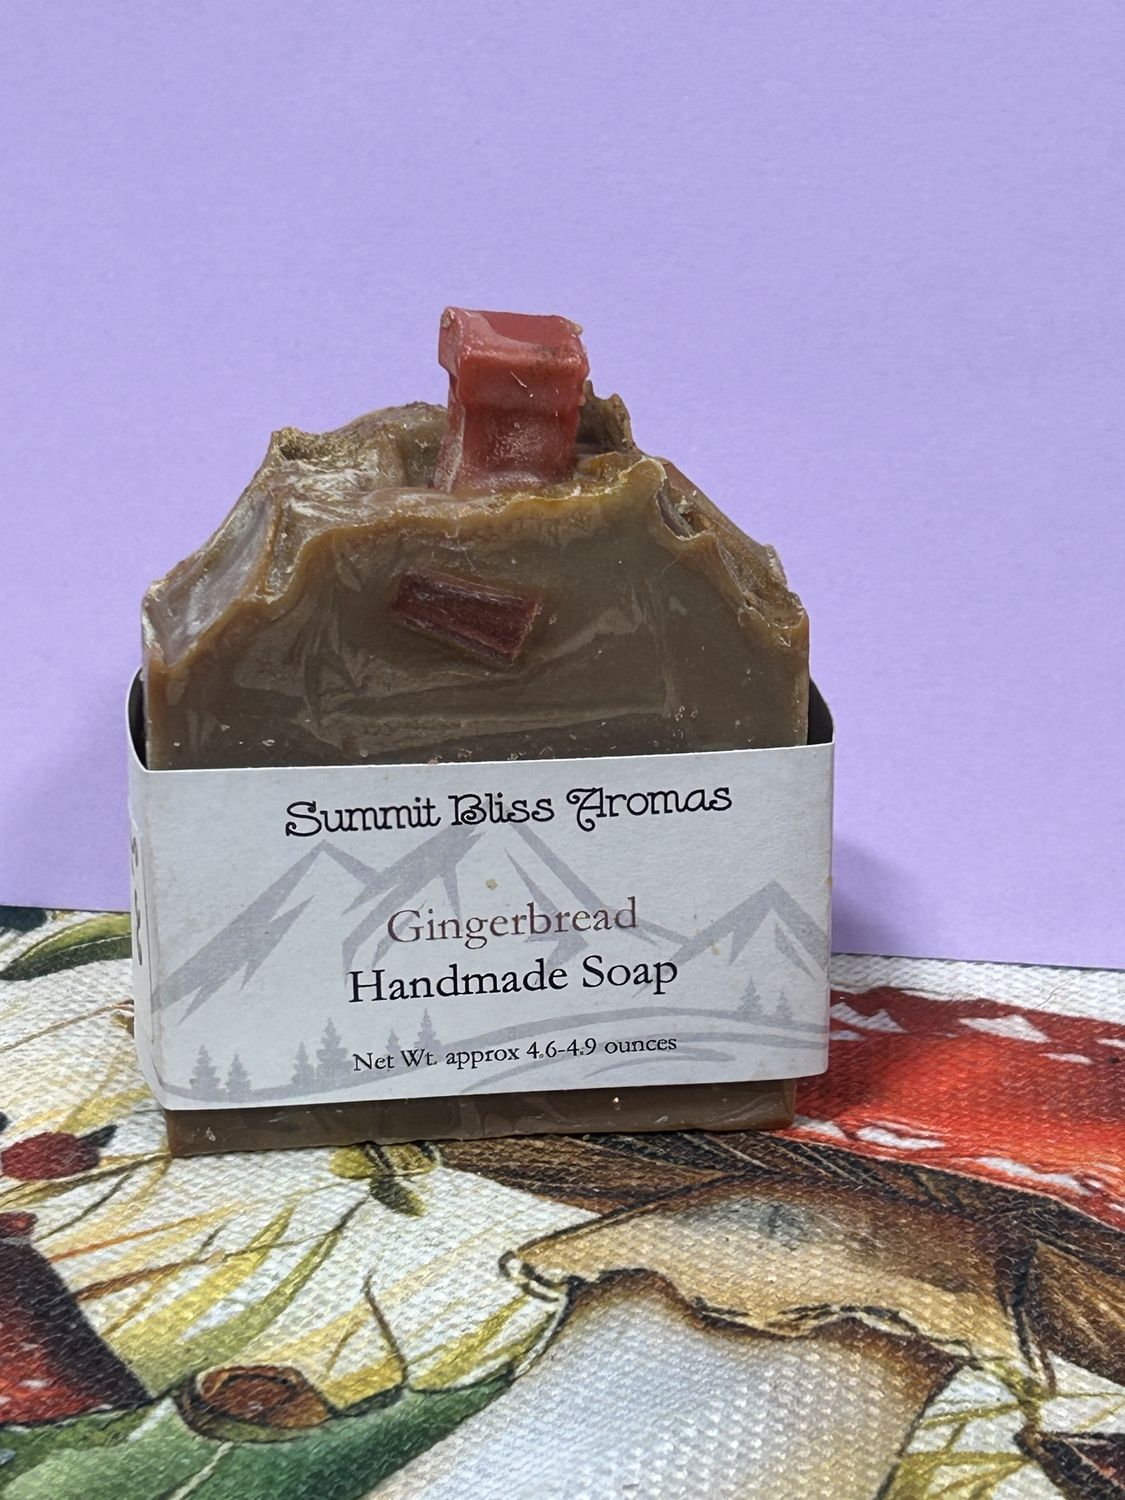 Summit Bliss Aromas
Gingerbread
Handmade Soap
Net Wt. approx 4.6-4.9 ounces